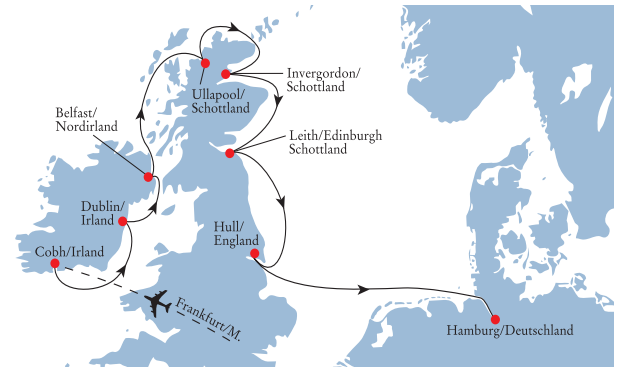 Invergordon/
Schottland
Ullapool/
Schottland
Belfast/
Nordirland
Leith/Edinburgh
Schottland
Dublin/
Irland
Hull/
England
Cobh/Irland
Frankfurt/M.
Hamburg/Deutschland